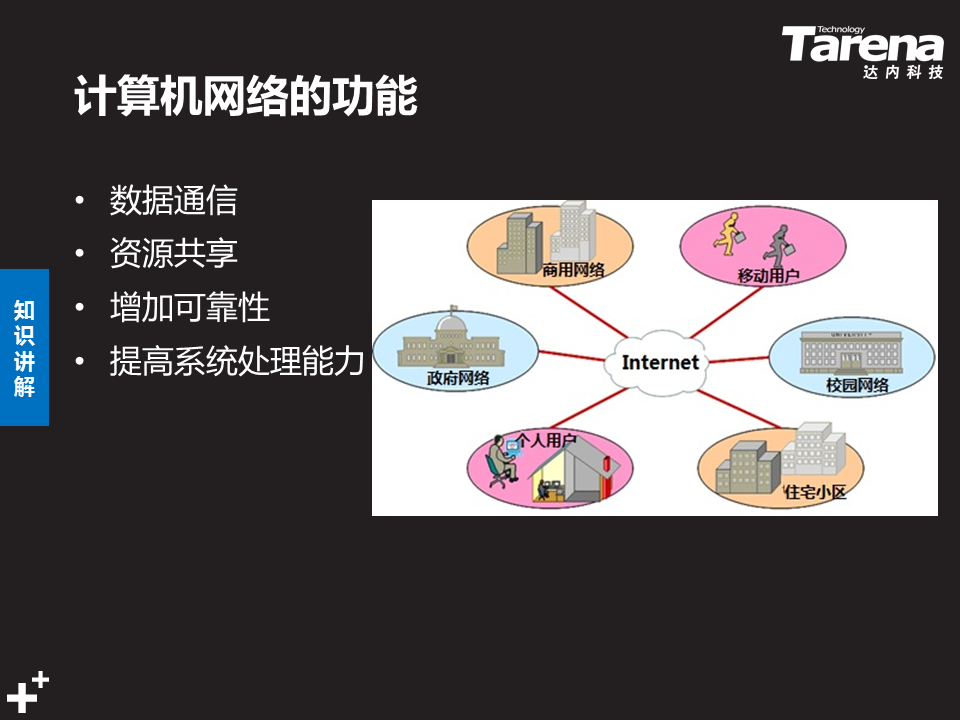 Technology
Tarena
达内科技
计算机网络的功能
• 数据通信
• 资源共享
• 增加可靠性
• 提高系统处理能力
知识讲解
商用网络
移动用户
政府网络
Internet
UNIVERSITY
校园网络
个人用户
住宅小区